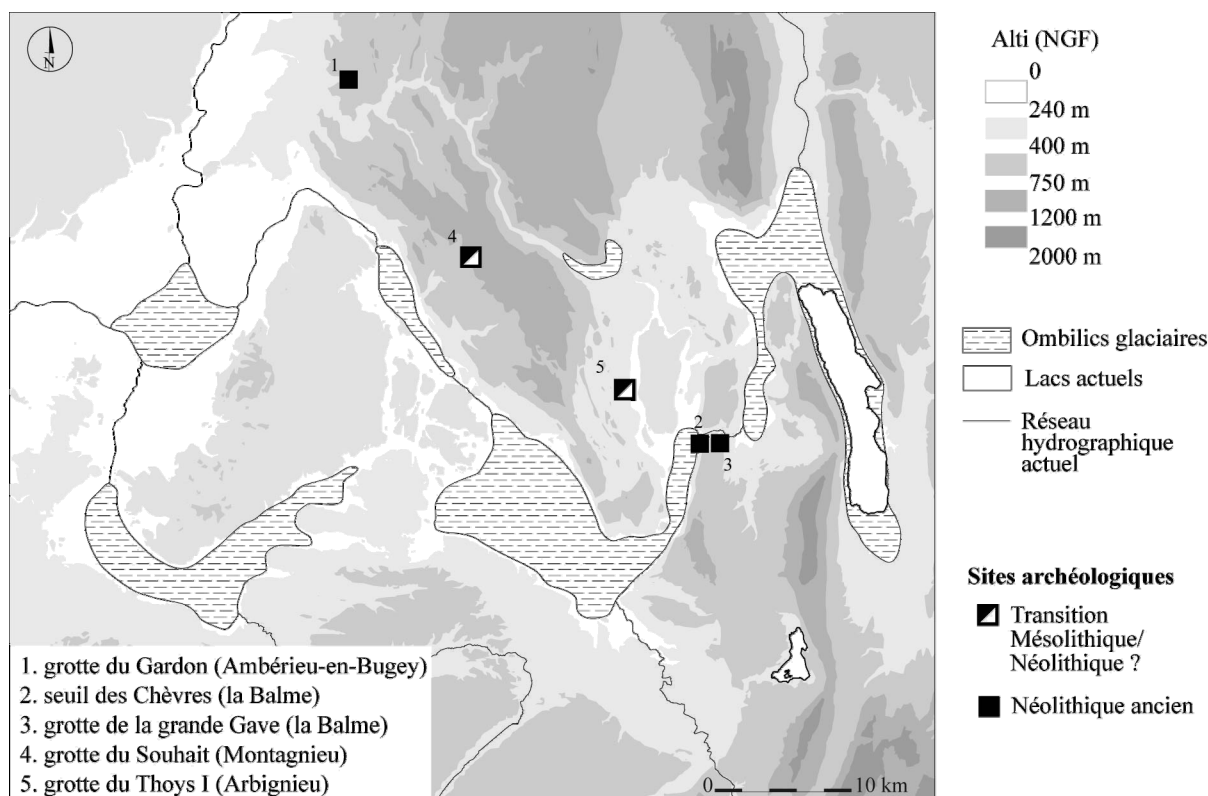 N
1
4
5
2
3
1. grotte du Gardon (Ambérieu-en-Bugey)
2. seuil des Chèvres (la Balme)
3. grotte de la grande Gave (la Balme)
4. grotte du Souhait (Montagnieu)
5. grotte du Thoys I (Arbignieu)
0 10 km
Alti (NGF)
0
240 m
400 m
750 m
1200 m
2000 m
Ombilics glaciaires
Lacs actuels
Réseau
hydrographique
actuel
Sites archéologiques
Transition
Mésolithique/
Néolithique ?
Néolithique ancien